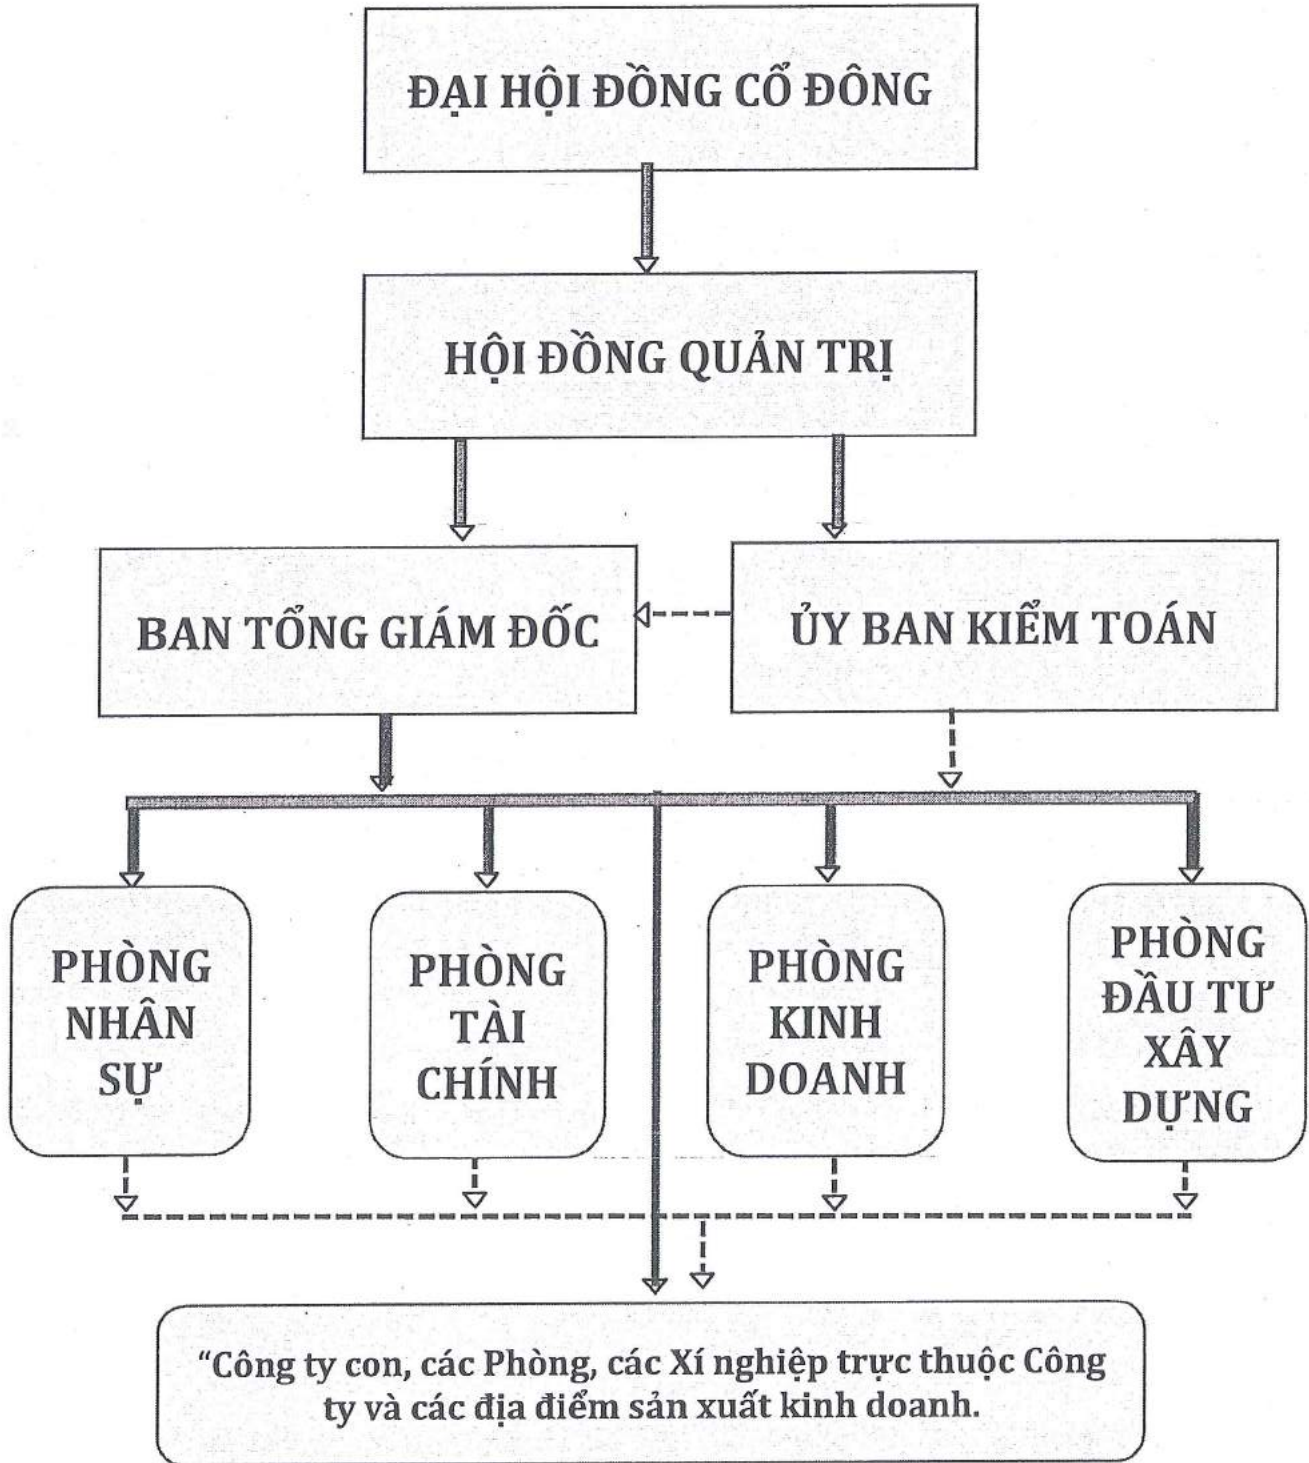 ĐẠI HỘI ĐỒNG CỔ ĐÔNG
HỘI ĐỒNG QUẢN TRỊ
BAN TỔNG GIÁM ĐỐC
ỦY BAN KIỂM TOÁN
PHÒNG
NHÂN
SỰ
PHÒNG
TÀI
CHÍNH
PHÒNG
KINH
DOANH
PHÒNG
ĐẦU TƯ
XÂY
DỰNG
“Công ty con, các Phòng, các Xí nghiệp trực thuộc Công
ty và các địa điểm sản xuất kinh doanh.